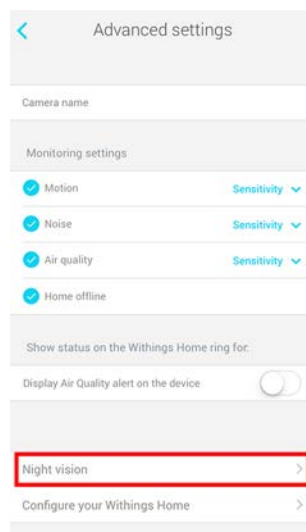 Advanced settings
Camera name
Monitoring settings
Motion Sensitivity
Noise Sensitivity
Air quality Sensitivity
Home offline
Show status on the Withings Home ring for:
Display Air Quality alert on the device
Night vision
Configure your Withings Home